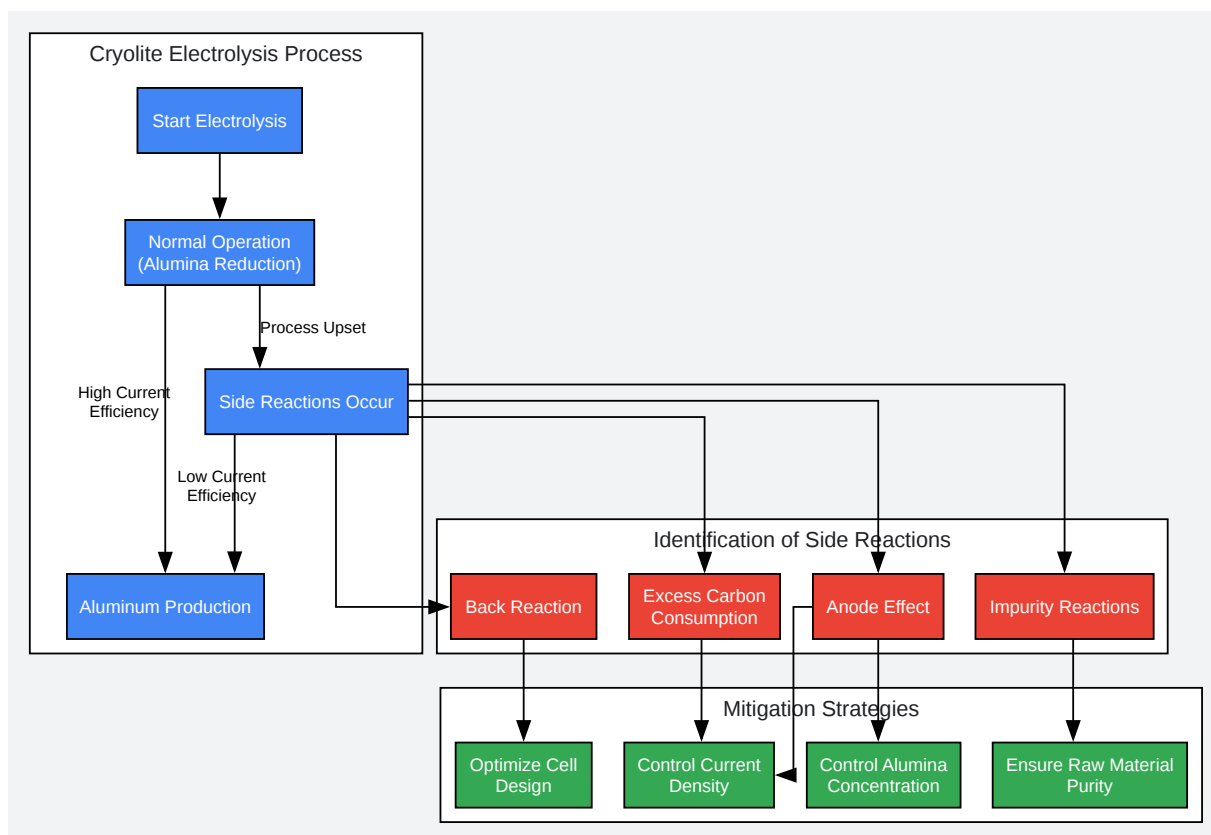 Cryolite Electrolysis Process
Start Electrolysis
Normal Operation
(Alumina Reduction)
Process Upset
High Current
Efficiency
Side Reactions Occur
Low Current
Efficiency
Aluminum Production
Identification of Side Reactions
Back Reaction
Excess Carbon
Consumption
Anode Effect
Impurity Reactions
Mitigation Strategies
Optimize Cell
Design
Control Current
Density
Control Alumina
Concentration
Ensure Raw Material
Purity